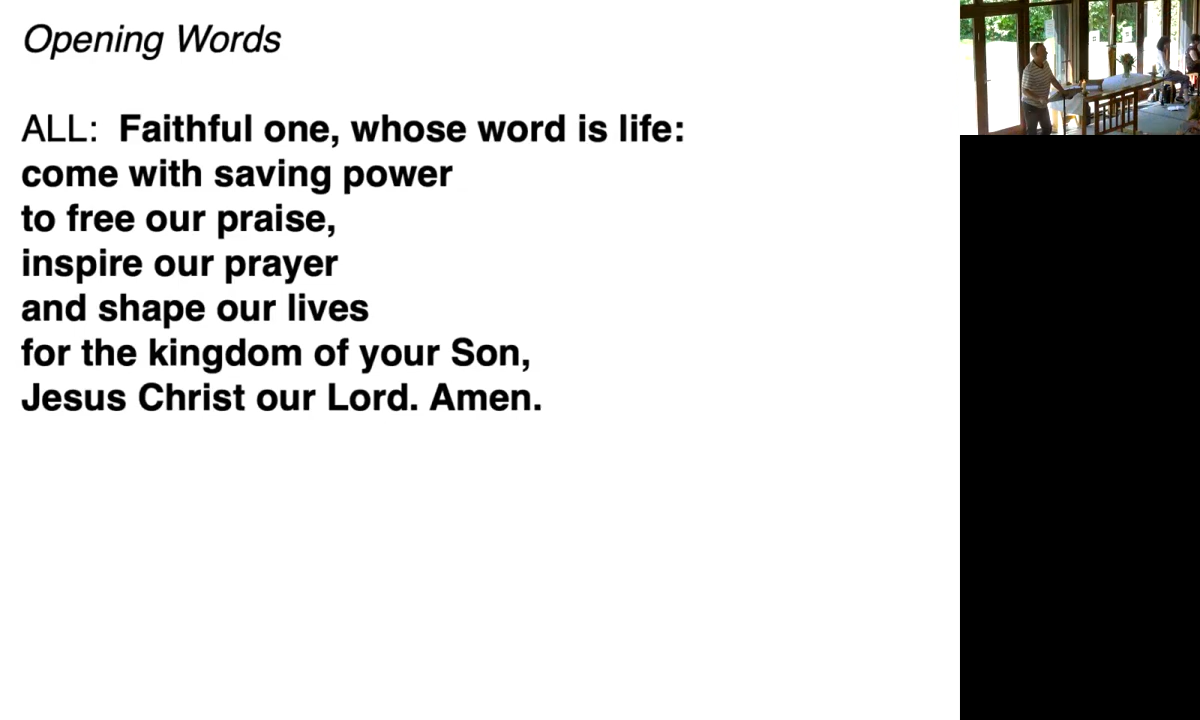 Opening Words
ALL: Faithful one, whose word is life:
come with saving power
to free our praise,
inspire our prayer
and shape our lives
for the kingdom of your Son,
Jesus Christ our Lord. Amen.